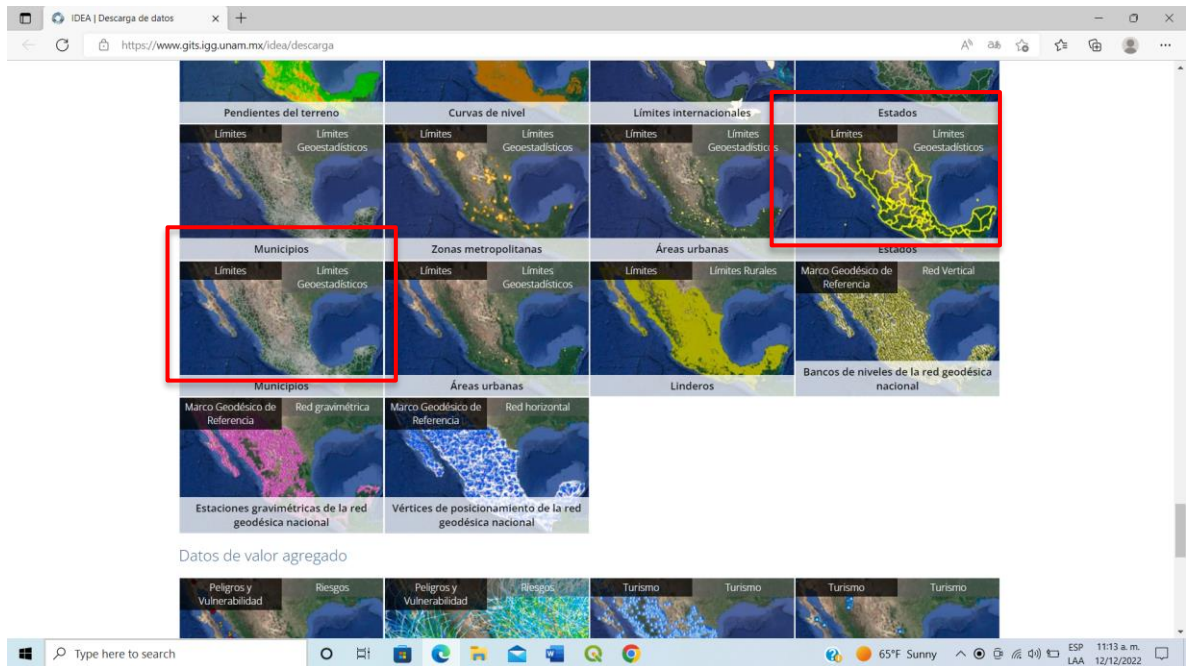 IDEA | Descarga de datos
https://www.gits.igg.unam.mx/idea/descarga
Pendientes del terreno
Curvas de nivel
Límites internacionales
Estados
Límites
Límites
Geoestadísticos
Municipios
Límites
Límites
Geoestadísticos
Zonas metropolitanas
Límites
Límites
Geoestadísticos
Áreas urbanas
Límites
Límites
Geoestadísticos
Estados
Límites
Límites
Geoestadísticos
Municipios
Límites
Límites
Geoestadísticos
Áreas urbanas
Límites
Límites Rurales
Linderos
Marco Geodésico de
Referencia
Red Vertical
Bancos de niveles de la red geodésica
nacional
Marco Geodésico de
Referencia
Red gravimétrica
Estaciones gravimétricas de la red
geodésica nacional
Marco Geodésico de
Referencia
Red horizontal
Vértices de posicionamiento de la red
geodésica nacional
Datos de valor agregado
Peligros y
Vulnerabilidad
Riesgos
Peligros y
Vulnerabilidad
Riesgos
Turismo
Turismo
Turismo
Turismo
Type here to search
65°F Sunny
ESP
LAA
11:13 a. m.
12/12/2022